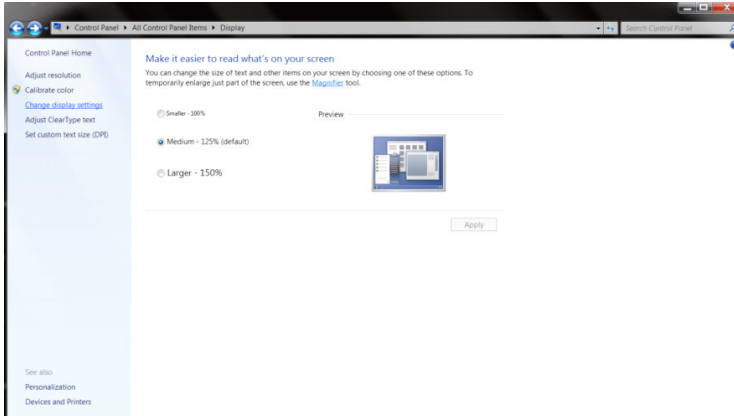 Control Panel ▸ All Control Panel Items ▸ Display
Search Control Panel
Control Panel Home
Adjust resolution
Calibrate color
Change display settings
Adjust ClearType text
Set custom text size (DPI)
See also
Personalization
Devices and Printers
Make it easier to read what's on your screen
You can change the size of text and other items on your screen by choosing one of these options. To
temporarily enlarge just part of the screen, use the Magnifier tool.
Smaller - 100%
Preview
Medium - 125% (default)
Larger - 150%
Apply